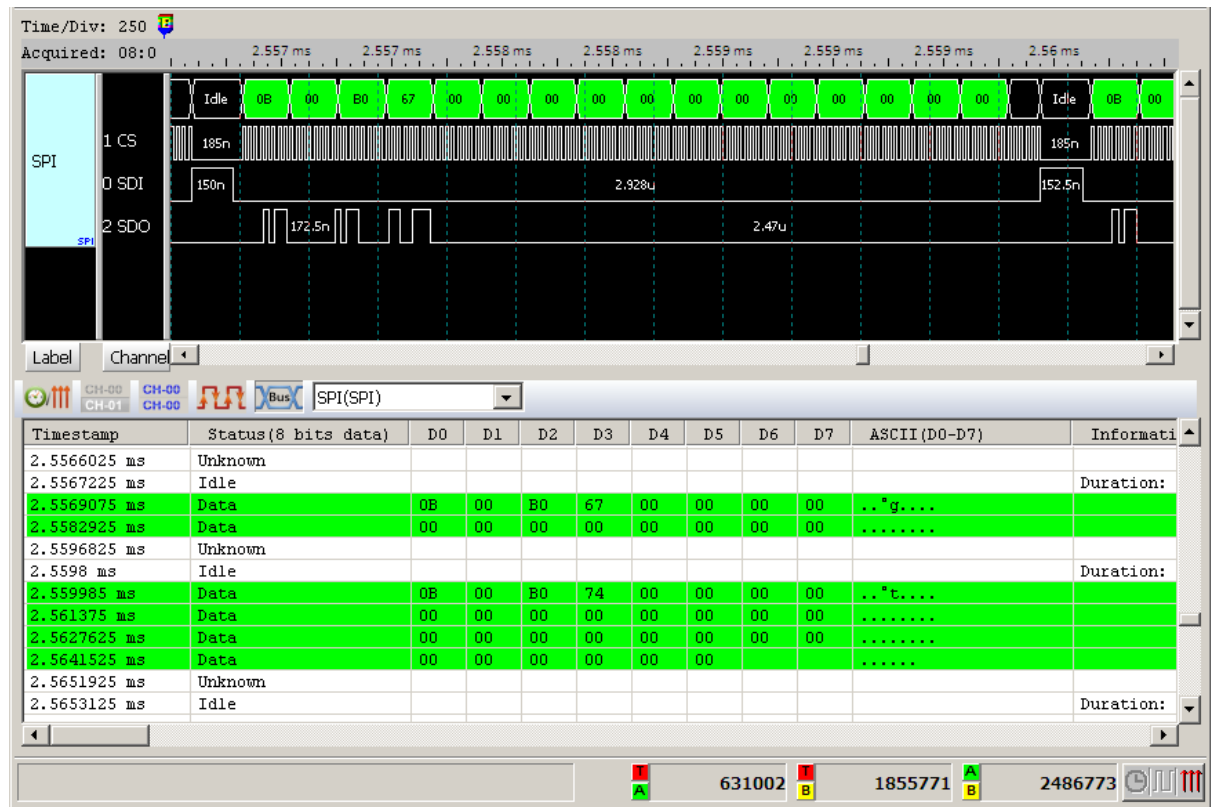 Time/Div: 250
Acquired: 08:0 2.557 ms 2.557 ms 2.558 ms 2.558 ms 2.559 ms 2.559 ms 2.559 ms 2.56 ms
Idle 0B 00 B0 67 00 00 00 00 00 00 00 00 00 00 00 00 Idle 0B 00
1 CS 185n 185n
SPI
0 SDI 150n 2.928u 152.5n
2 SDO 172.5n 2.47u
SPI
Label Channel
CH-00 CH-00
CH-01 CH-00
Bus SPI(SPI)
Timestamp Status(8 bits data) D0 D1 D2 D3 D4 D5 D6 D7 ASCII(D0-D7) Informati
2.5566025 ms Unknown
2.5567225 ms Idle Duration:
2.5569075 ms Data 0B 00 B0 67 00 00 00 00 ..°g....
2.5582925 ms Data 00 00 00 00 00 00 00 00 ........
2.5596825 ms Unknown
2.5598 ms Idle Duration:
2.559985 ms Data 0B 00 B0 74 00 00 00 00 ..°t....
2.561375 ms Data 00 00 00 00 00 00 00 00 ........
2.5627625 ms Data 00 00 00 00 00 00 00 00 ........
2.5641525 ms Data 00 00 00 00 00 00 ......
2.5651925 ms Unknown
2.5653125 ms Idle Duration:
T A 631002 T B 1855771 A B 2486773